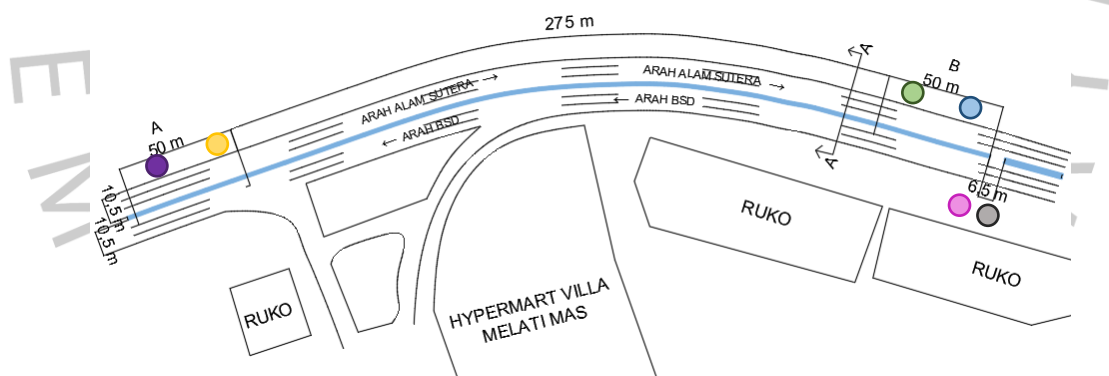 275 m
A
50 m
ARAH ALAM SUTERA →
← ARAH BSD
ARAH ALAM SUTERA →
← ARAH BSD
A
A
B
50 m
10,5 m
10,5 m
6,5 m
RUKO
HYPERMART VILLA
MELATI MAS
RUKO
RUKO